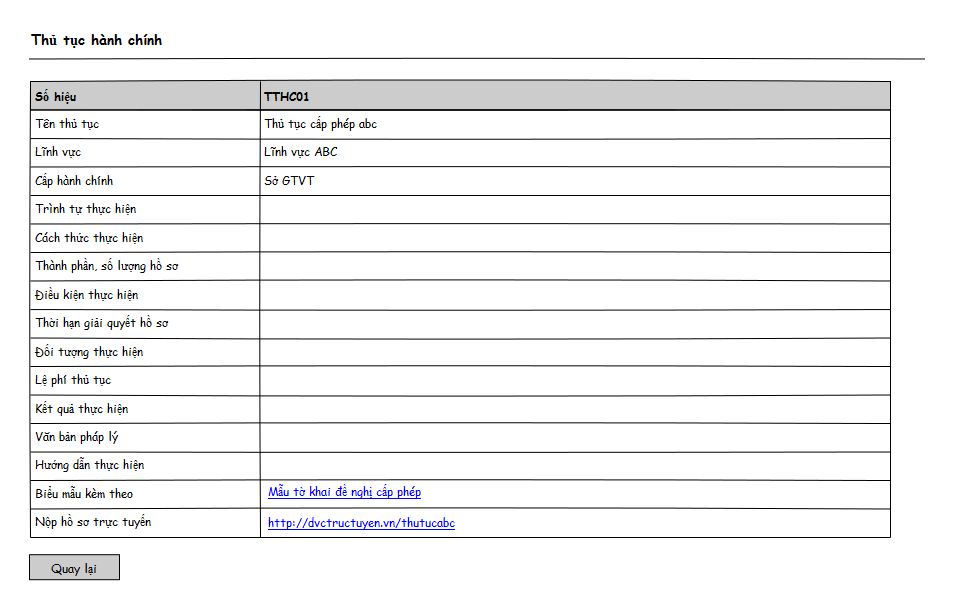 Thủ tục hành chính
Số hiệu TTHC01
Tên thủ tục Thủ tục cấp phép abc
Lĩnh vực Lĩnh vực ABC
Cấp hành chính Sở GTVT
Trình tự thực hiện
Cách thức thực hiện
Thành phần, số lượng hồ sơ
Điều kiện thực hiện
Thời hạn giải quyết hồ sơ
Đối tượng thực hiện
Lệ phí thủ tục
Kết quả thực hiện
Văn bản pháp lý
Hướng dẫn thực hiện
Biểu mẫu kèm theo Mẫu tờ khai đề nghị cấp phép
Nộp hồ sơ trực tuyến http://dvctructuyen.vn/thutucabc
Quay lại